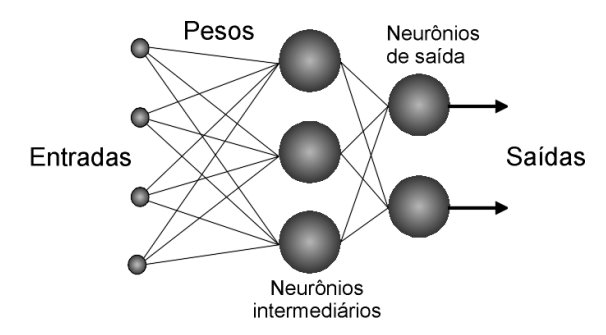 Pesos
Neurônios
de saída
Entradas
Saídas
Neurônios
intermediários